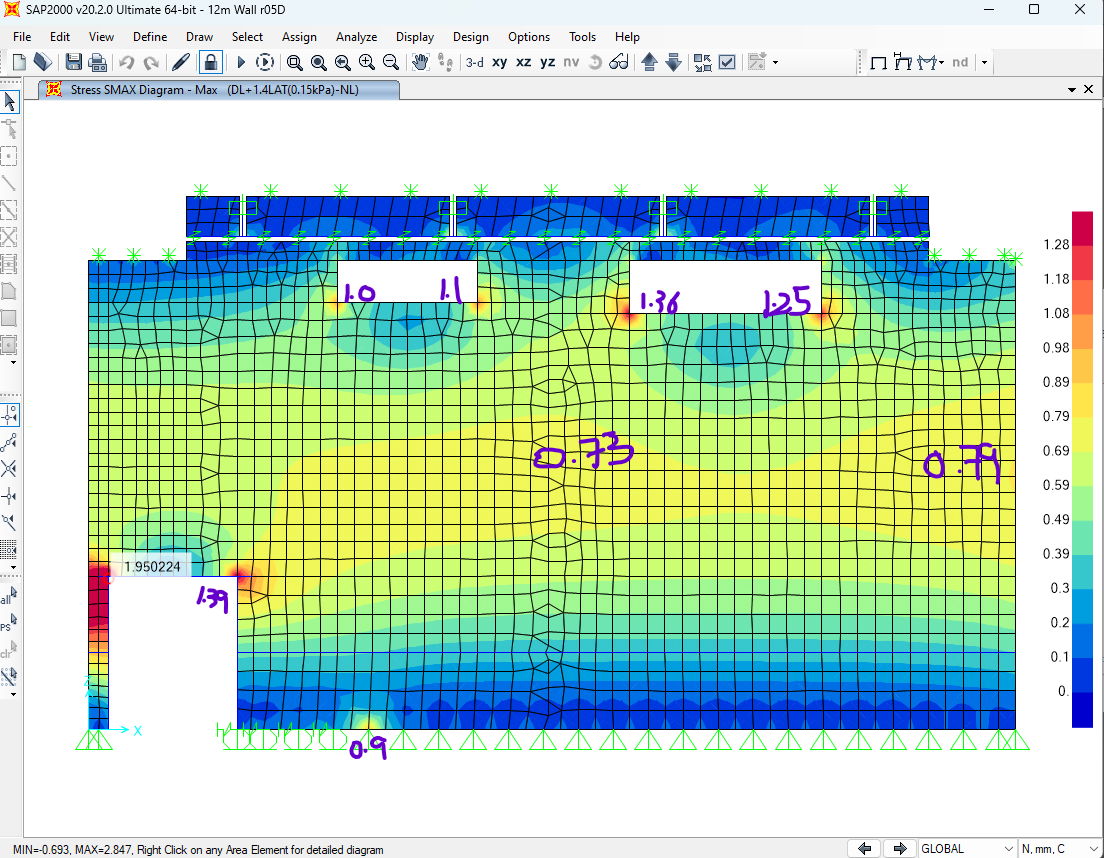 SAP2000 v20.2.0 Ultimate 64-bit - 12m Wall r05D
File Edit View Define Draw Select Assign Analyze Display Design Options Tools Help
3-d xy xz yz nv nd
Stress SMAX Diagram - Max (DL+1.4LAT(0.15kPa)-NL)
1.28
1.18
1.08
0.98
0.89
0.79
0.69
0.59
0.49
0.39
0.3
0.2
0.1
0.
1.0 1.1 1.36 1.25
0.73 0.79
1.950224
1.39
0.9
X
all
PS
clr
MIN=-0.693, MAX=2.847, Right Click on any Area Element for detailed diagram
GLOBAL
N, mm, C